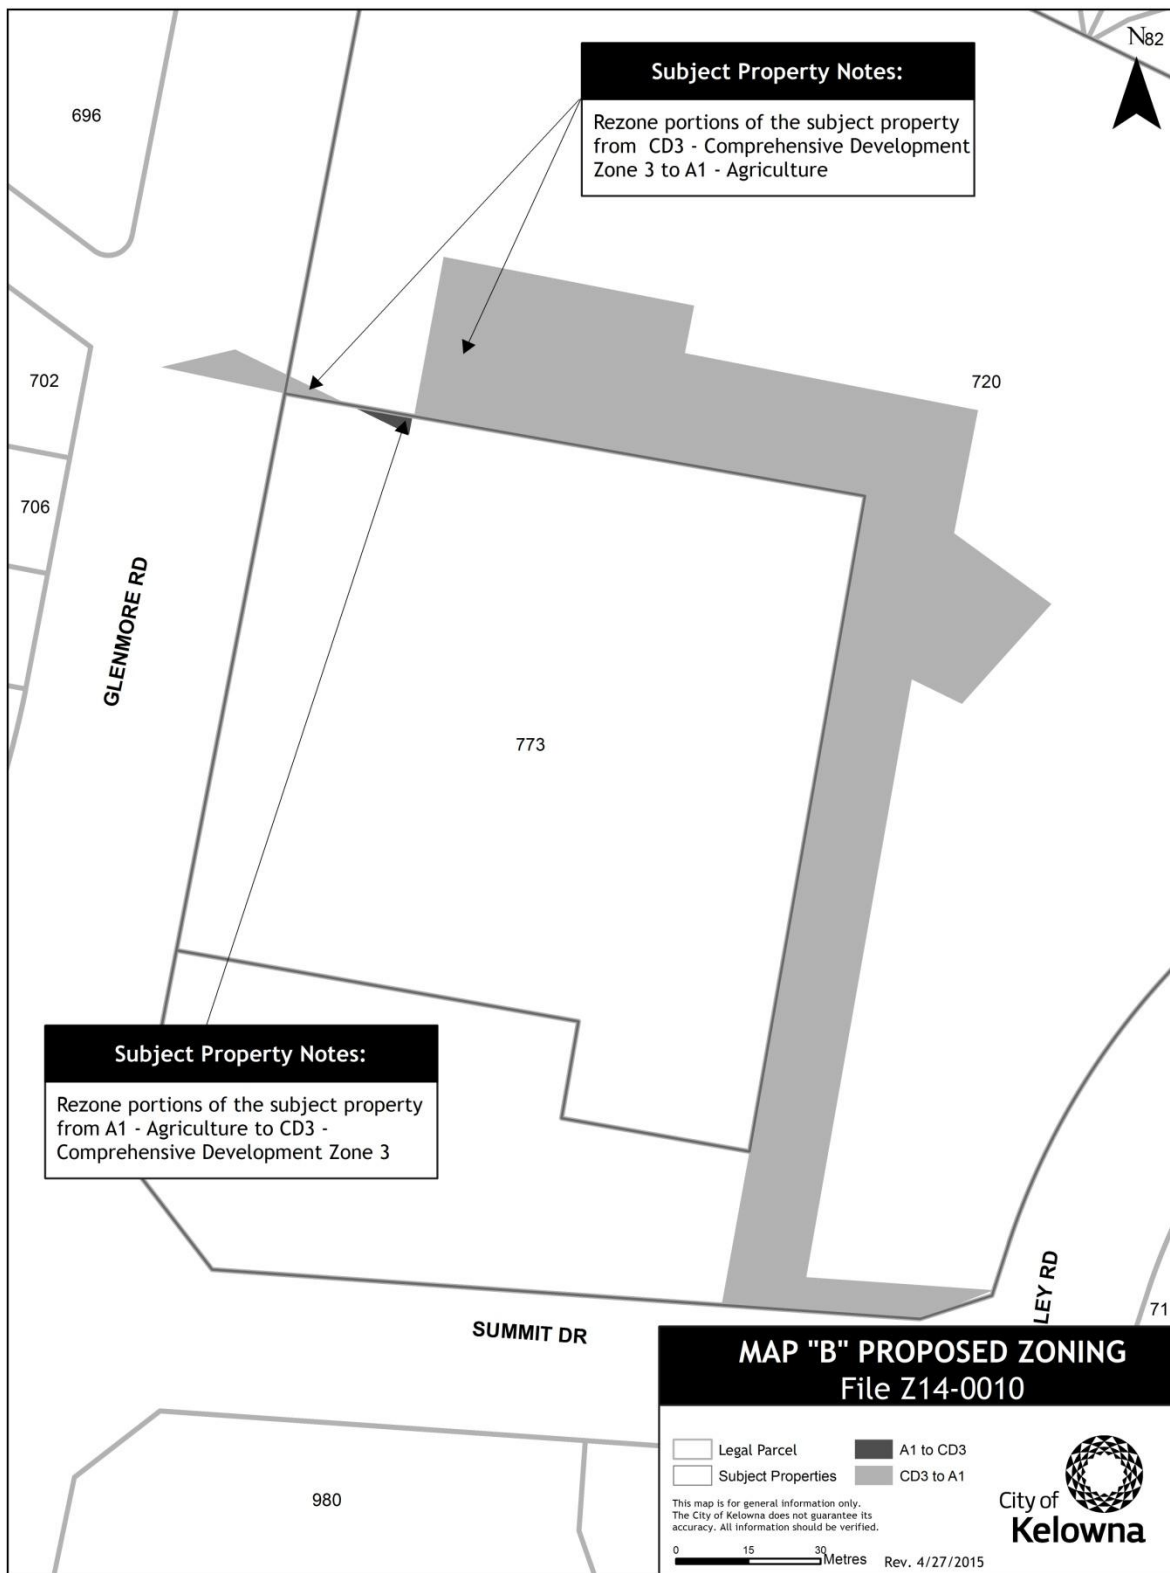 N82
Subject Property Notes:
Rezone portions of the subject property
from CD3 - Comprehensive Development
Zone 3 to A1 - Agriculture
696
702
720
706
GLENMORE RD
773
Subject Property Notes:
Rezone portions of the subject property
from A1 - Agriculture to CD3 -
Comprehensive Development Zone 3
LEY RD
71
SUMMIT DR
980
MAP "B" PROPOSED ZONING
File Z14-0010
Legal Parcel
A1 to CD3
Subject Properties
CD3 to A1
This map is for general information only.
The City of Kelowna does not guarantee its
accuracy. All information should be verified.
0 15 30 Metres
Rev. 4/27/2015
City of
Kelowna